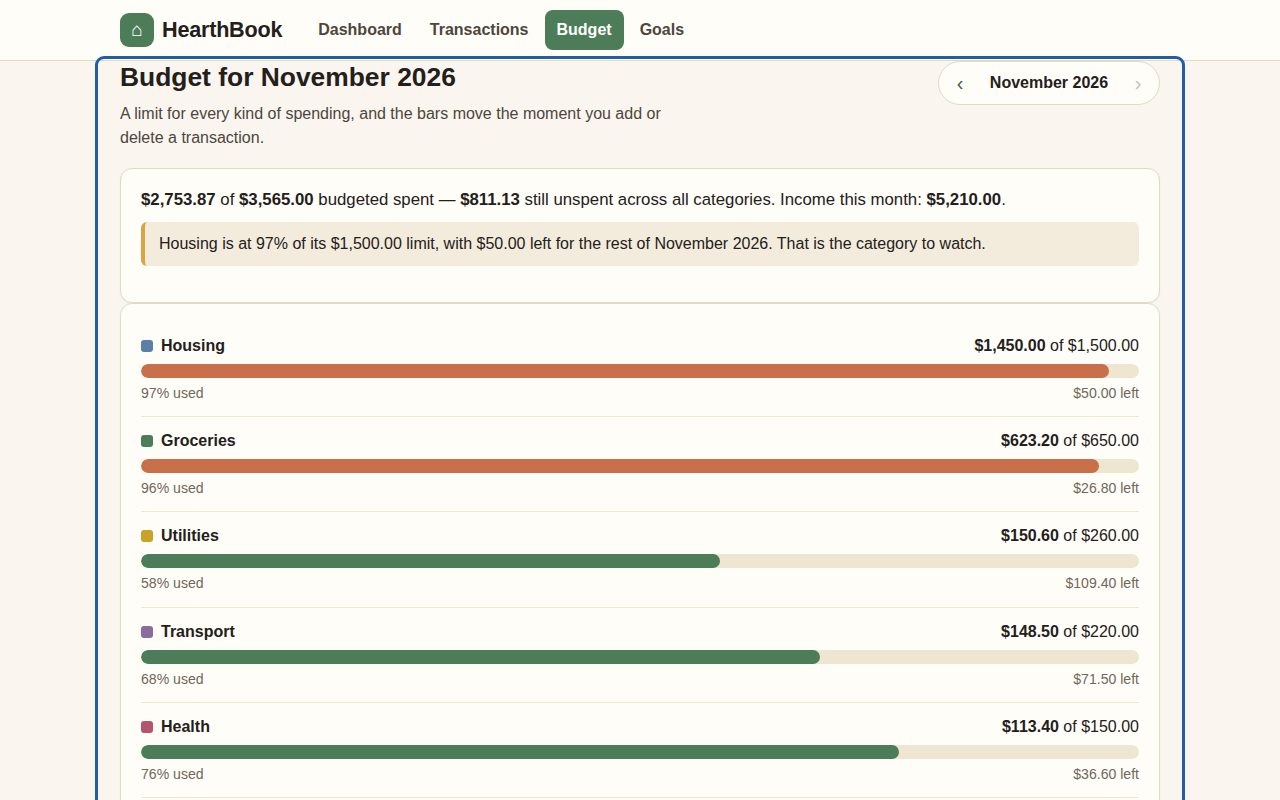 HearthBook Dashboard Transactions Budget Goals
Budget for November 2026
‹ November 2026 ›
A limit for every kind of spending, and the bars move the moment you add or
delete a transaction.
$2,753.87 of $3,565.00 budgeted spent — $811.13 still unspent across all categories. Income this month: $5,210.00.
Housing is at 97% of its $1,500.00 limit, with $50.00 left for the rest of November 2026. That is the category to watch.
Housing $1,450.00 of $1,500.00
97% used $50.00 left
Groceries $623.20 of $650.00
96% used $26.80 left
Utilities $150.60 of $260.00
58% used $109.40 left
Transport $148.50 of $220.00
68% used $71.50 left
Health $113.40 of $150.00
76% used $36.60 left